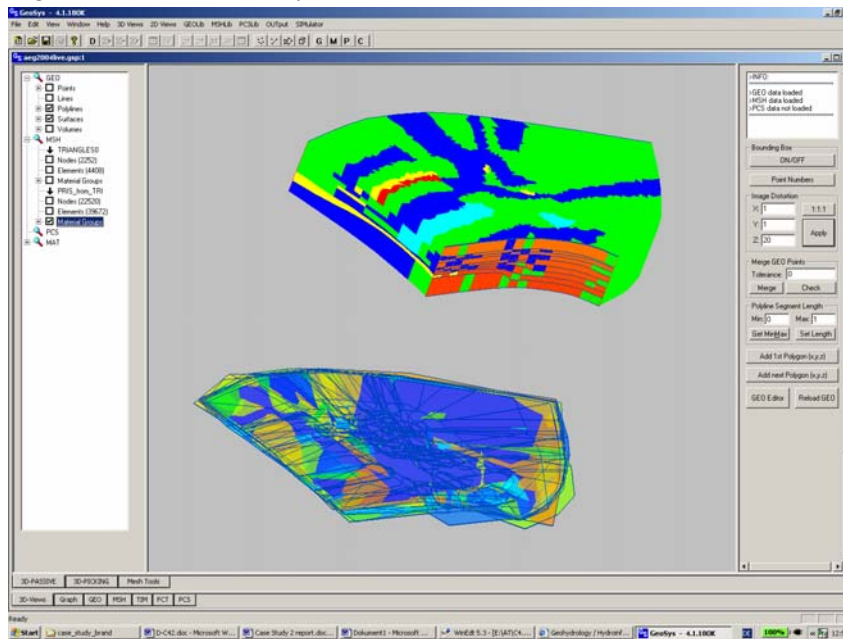 GeoSys - 4.1.10OK
File Edit View Window Help 3D Views 2D Views GEOLib MSHLib PCSLib OUTput SIMulator
D G M P C
aeg2004live.gsp:1
GEO
Points
Lines
Polylines
Surfaces
Volumes
MSH
TRIANGLES0
Nodes (2252)
Elements (4408)
Material Groups
PRIS_from_TRI
Nodes (22520)
Elements (39672)
Material Groups
PCS
MAT
>INFO:
>GEO data loaded
>MSH data loaded
>PCS data not loaded
Bounding Box
ON/OFF
Point Numbers
Image Distortion
X: 1 1:1:1
Y: 1 Apply
Z: 20
Merge GEO Points
Tolerance: 0
Merge Check
Polyline Segment Length
Min: 0 Max: 1
Get MinMax Set Length
Add 1st Polygon (x,y,z)
Add next Polygon (x,y,z)
GEO Editor Reload GEO
3D-PASSIVE 3D-PICKING Mesh Tools
3D-Views Graph GEO MSH TIM FCT PCS
Ready
Start case_study_brand D-C42.doc - Microsoft W... Case Study 2 report.doc... Dokument1 - Microsoft ... WinEdt 5.3 - [E:\AT\C4.... Geohydrology / Hydroinf... GeoSys - 4.1.10OK 100%